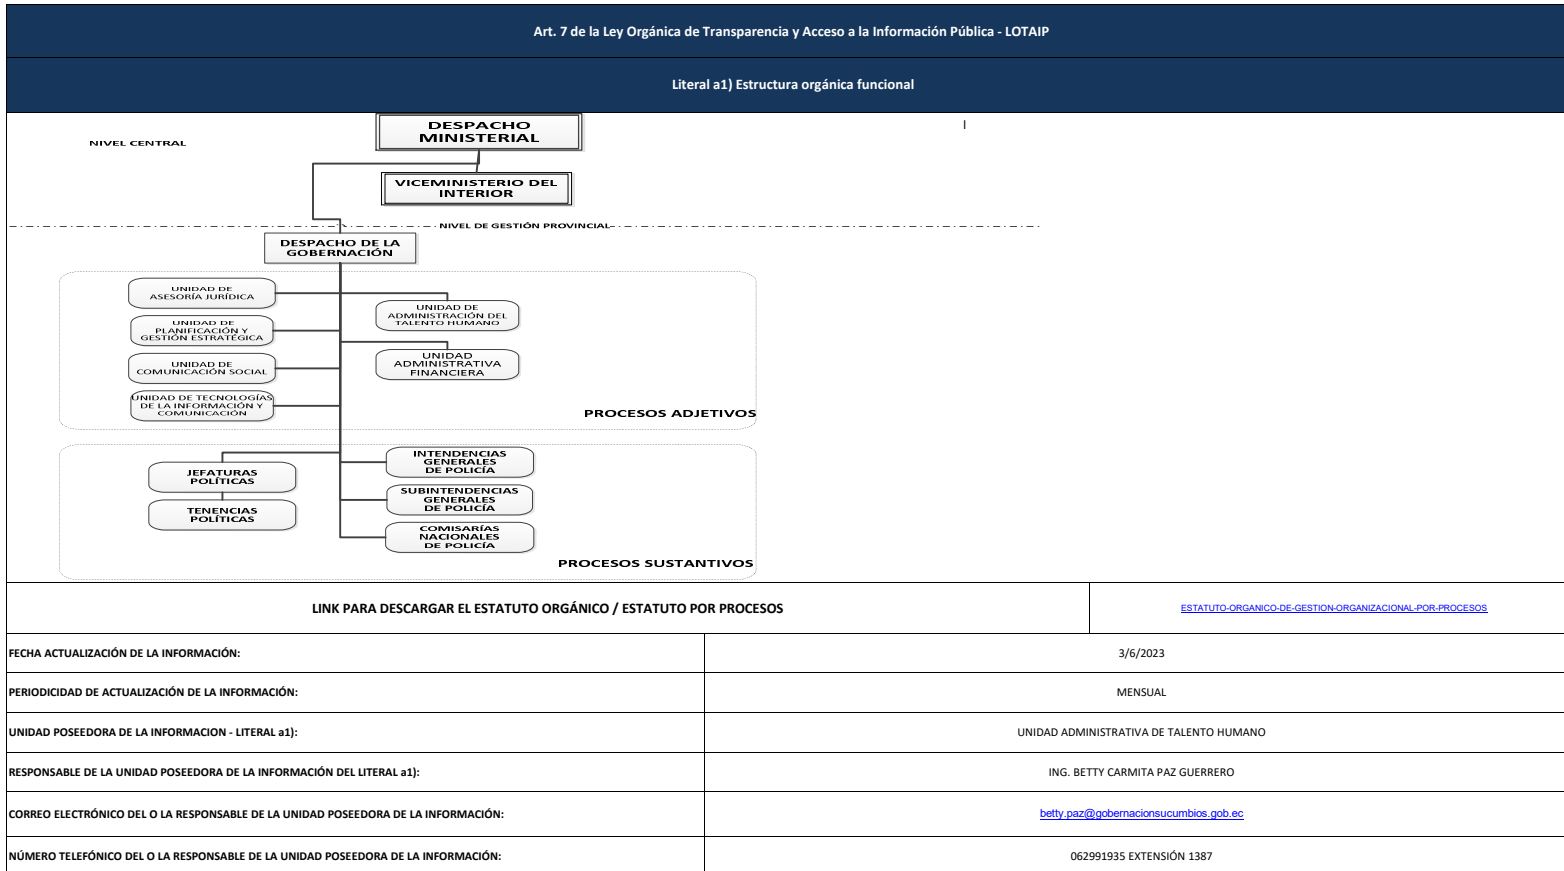 Art. 7 de la Ley Orgánica de Transparencia y Acceso a la Información Pública - LOTAIP
Literal a1) Estructura orgánica funcional
DESPACHO
MINISTERIAL
I
NIVEL CENTRAL
VICEMINISTERIO DEL
INTERIOR
NIVEL DE GESTIÓN PROVINCIAL
DESPACHO DE LA
GOBERNACIÓN
UNIDAD DE
ASESORÍA JURÍDICA
UNIDAD DE
ADMINISTRACIÓN DEL
TALENTO HUMANO
UNIDAD DE
PLANIFICACIÓN Y
GESTIÓN ESTRATÉGICA
UNIDAD
ADMINISTRATIVA
FINANCIERA
UNIDAD DE
COMUNICACIÓN SOCIAL
UNIDAD DE TECNOLOGÍAS
DE LA INFORMACIÓN Y
COMUNICACIÓN
PROCESOS ADJETIVOS
JEFATURAS
POLÍTICAS
INTENDENCIAS
GENERALES
DE POLICÍA
TENENCIAS
POLÍTICAS
SUBINTENDENCIAS
GENERALES
DE POLICÍA
COMISARÍAS
NACIONALES
DE POLICÍA
PROCESOS SUSTANTIVOS
LINK PARA DESCARGAR EL ESTATUTO ORGÁNICO / ESTATUTO POR PROCESOS
ESTATUTO-ORGANICO-DE-GESTION-ORGANIZACIONAL-POR-PROCESOS
FECHA ACTUALIZACIÓN DE LA INFORMACIÓN:
3/6/2023
PERIODICIDAD DE ACTUALIZACIÓN DE LA INFORMACIÓN:
MENSUAL
UNIDAD POSEEDORA DE LA INFORMACION - LITERAL a1):
UNIDAD ADMINISTRATIVA DE TALENTO HUMANO
RESPONSABLE DE LA UNIDAD POSEEDORA DE LA INFORMACIÓN DEL LITERAL a1):
ING. BETTY CARMITA PAZ GUERRERO
CORREO ELECTRÓNICO DEL O LA RESPONSABLE DE LA UNIDAD POSEEDORA DE LA INFORMACIÓN:
betty.paz@gobernacionsucumbios.gob.ec
NÚMERO TELEFÓNICO DEL O LA RESPONSABLE DE LA UNIDAD POSEEDORA DE LA INFORMACIÓN:
062991935 EXTENSIÓN 1387